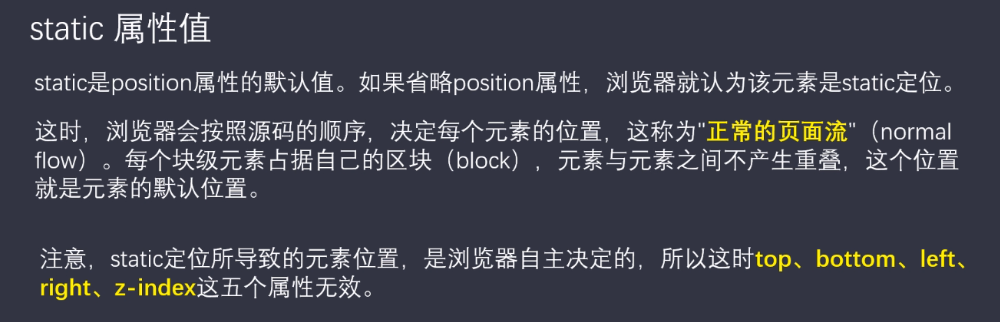 static 属性值
static是position属性的默认值。如果省略position属性，浏览器就认为该元素是static定位。
这时，浏览器会按照源码的顺序，决定每个元素的位置，这称为"正常的页面流"（normal
flow）。每个块级元素占据自己的区块（block），元素与元素之间不产生重叠，这个位置
就是元素的默认位置。
注意，static定位所导致的元素位置，是浏览器自主决定的，所以这时top、bottom、left、
right、z-index这五个属性无效。